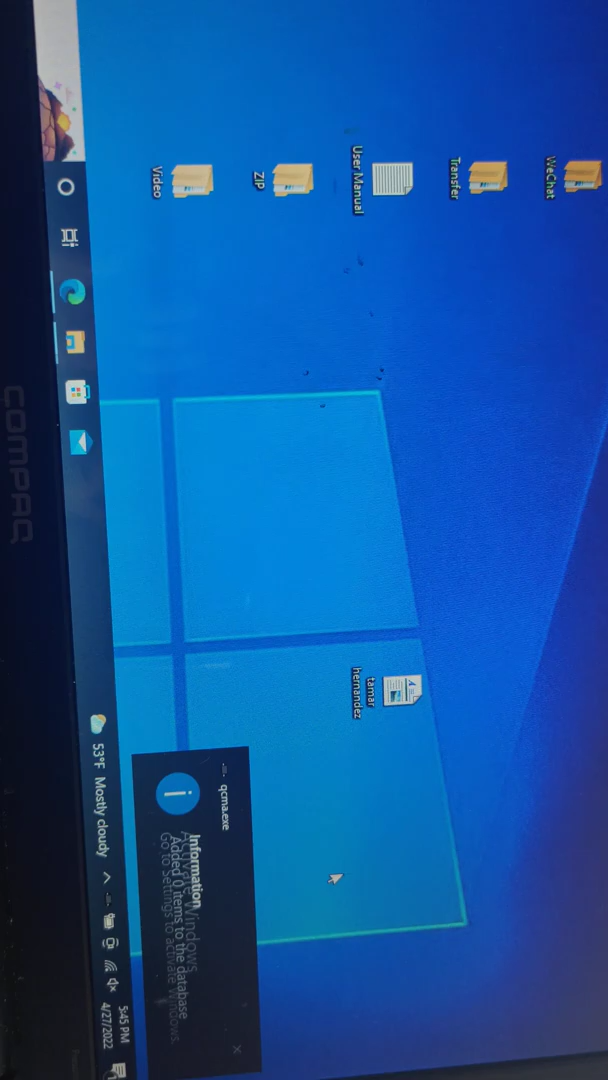 WeChat
Transfer
User Manual
ZIP
Video
tamar
hernandez
qcma.exe
Information
Added 0 items to the database
Activate Windows
Go to Settings to activate Windows.
53°F Mostly cloudy
5:45 PM
4/27/2022
COMPAQ